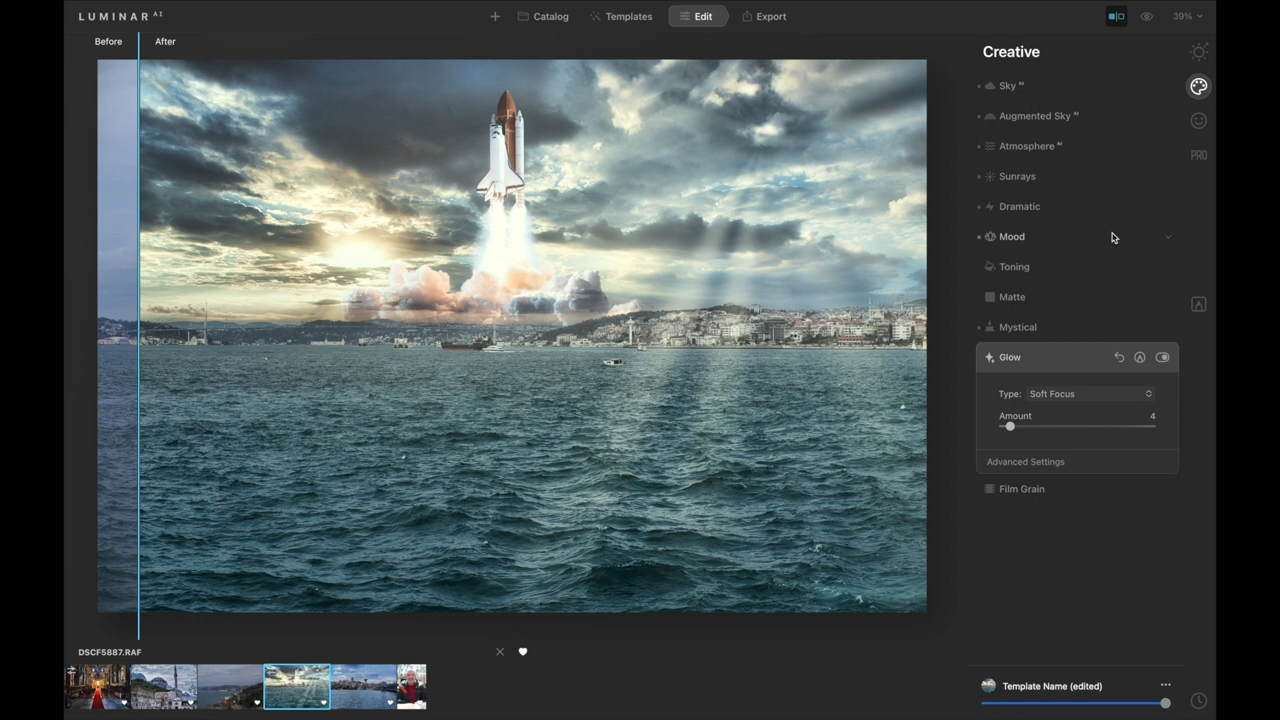 LUMINAR AI
Catalog
Templates
Edit
Export
39%
Before
After
Creative
Sky AI
Augmented Sky AI
Atmosphere AI
Sunrays
Dramatic
Mood
Toning
Matte
Mystical
Glow
Type: Soft Focus
Amount 4
Advanced Settings
Film Grain
PRO
DSCF5887.RAF
Template Name (edited)